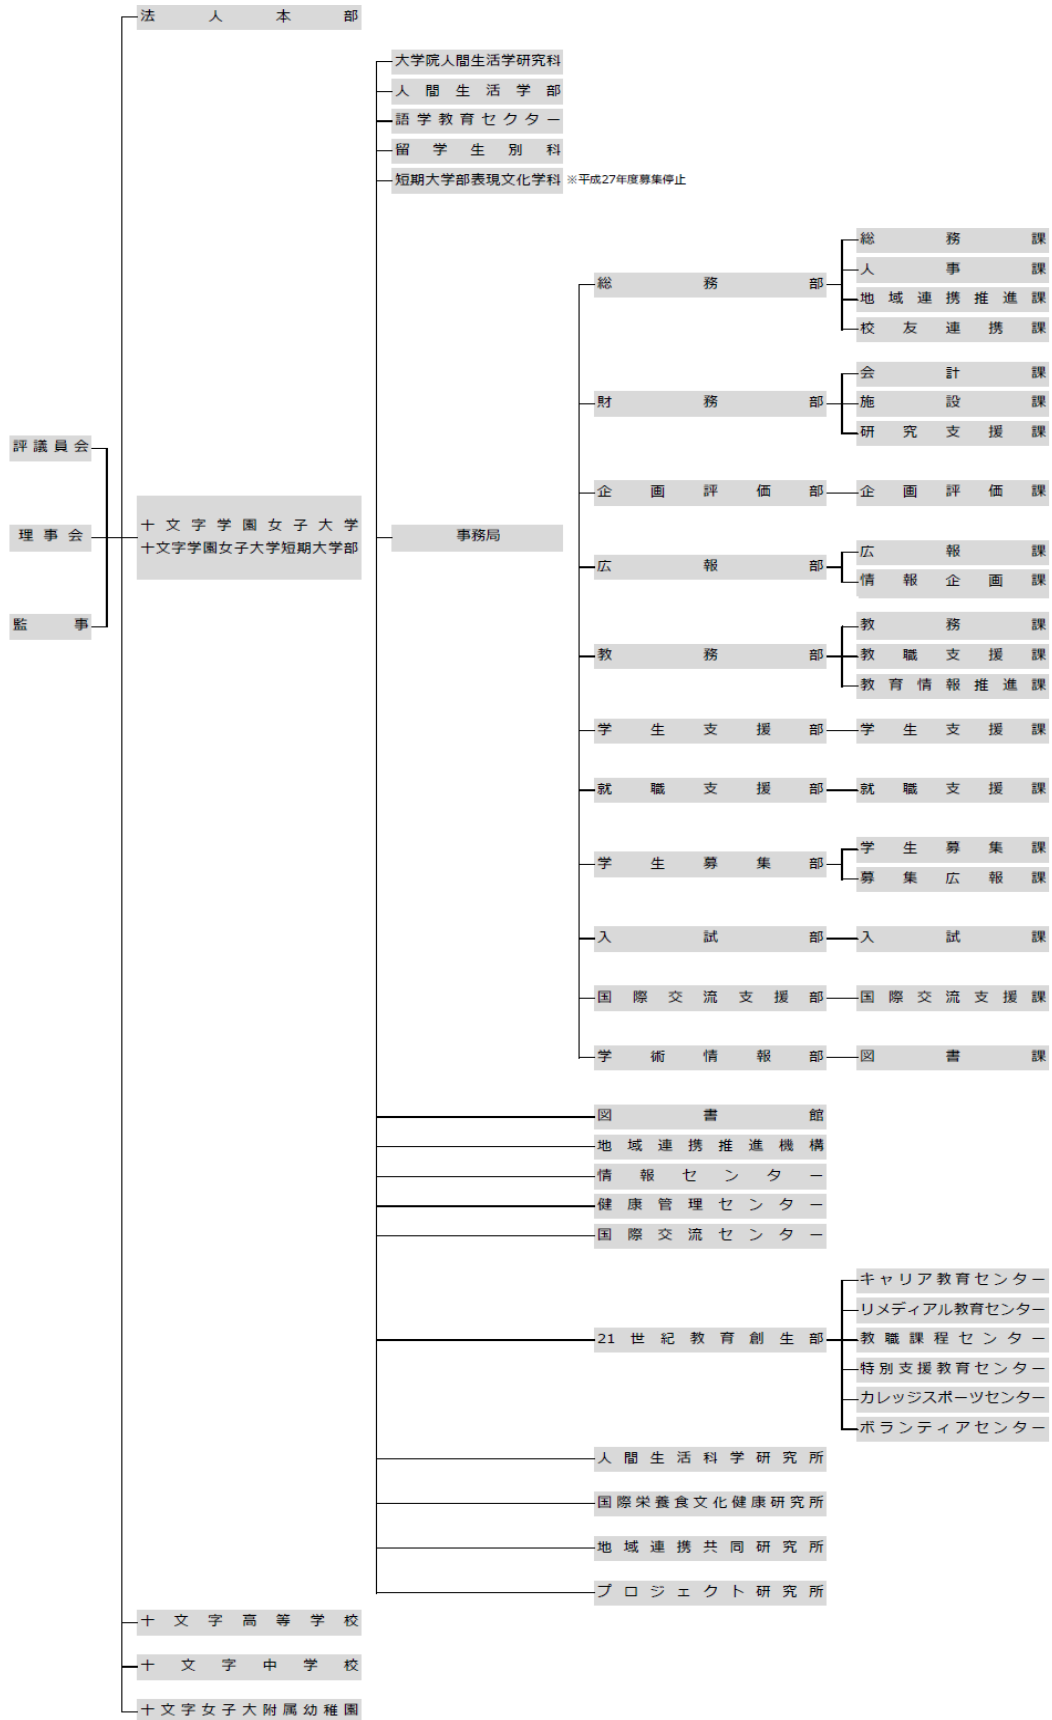 法人本部
大学院人間生活学研究科
人間生活学部
語学教育セクター
留学生別科
短期大学部表現文化学科 ※平成27年度募集停止
総務課
人事課
総務部
地域連携推進課
校友連携課
会計課
財務部
施設課
研究支援課
評議員会
企画評価部
企画評価課
十文字学園女子大学
十文字学園女子大学短期大学部
理事会
事務局
広報課
広報部
情報企画課
監事
教務課
教務部
教職支援課
教育情報推進課
学生支援部
学生支援課
就職支援部
就職支援課
学生募集課
学生募集部
募集広報課
入試部
入試課
国際交流支援部
国際交流支援課
学術情報部
図書課
図書館
地域連携推進機構
情報センター
健康管理センター
国際交流センター
キャリア教育センター
リメディアル教育センター
21世紀教育創生部
教職課程センター
特別支援教育センター
カレッジスポーツセンター
ボランティアセンター
人間生活科学研究所
国際栄養食文化健康研究所
地域連携共同研究所
プロジェクト研究所
十文字高等学校
十文字中学校
十文字女子大附属幼稚園